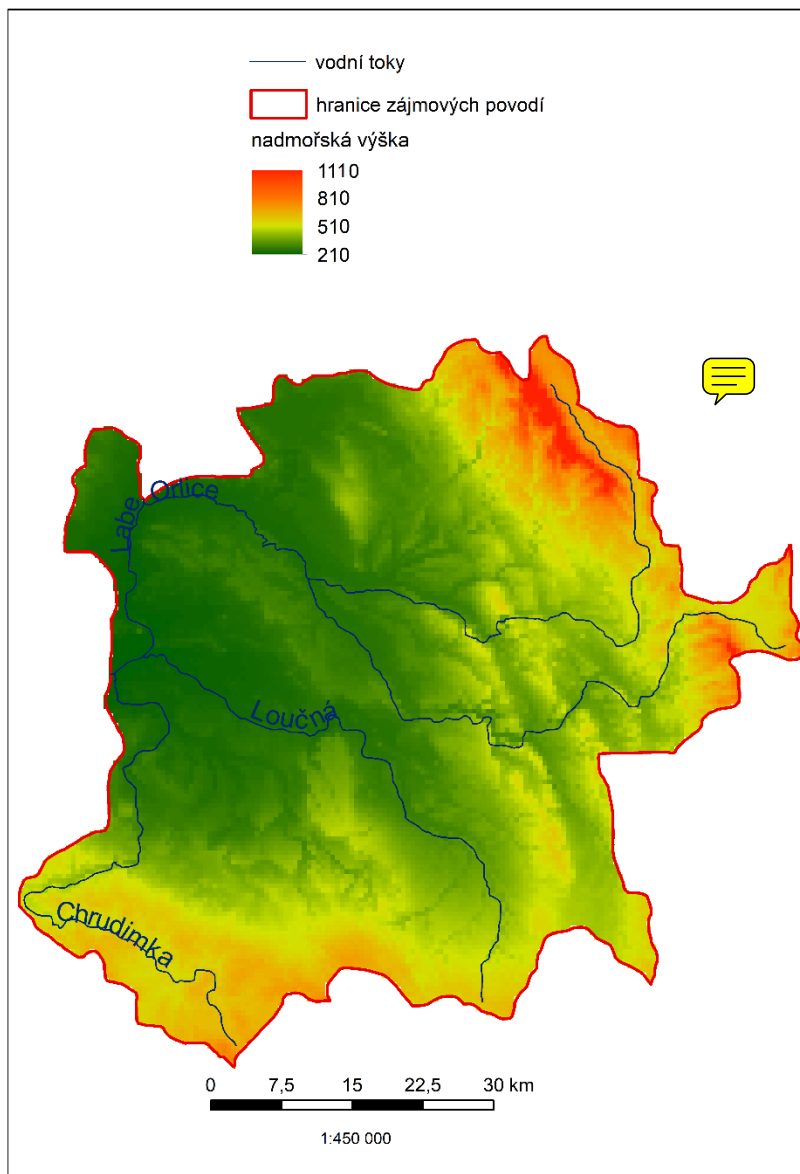 vodní toky
hranice zájmových povodí
nadmořská výška
1110
810
510
210
Labe
Orlice
Loučná
Chrudimka
0 7,5 15 22,5 30 km
1:450 000